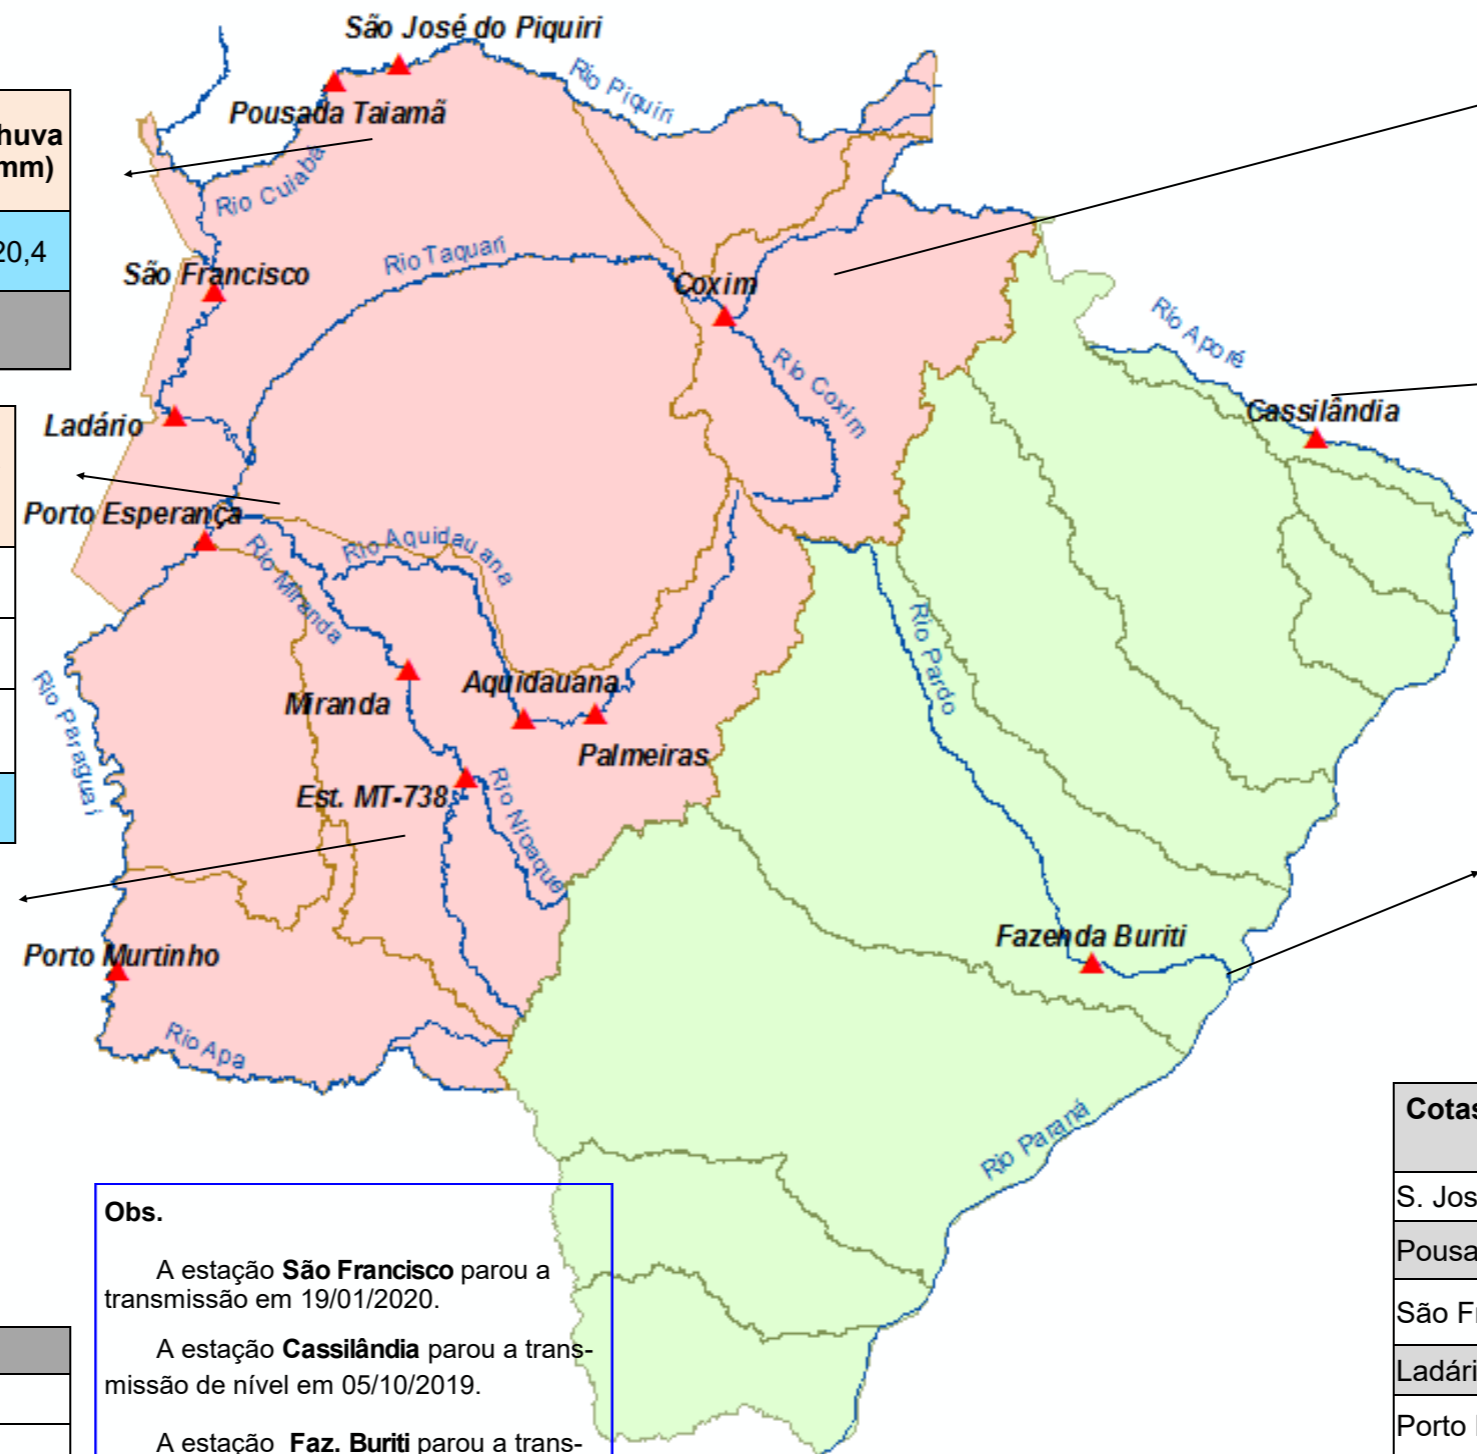 São José do Piquiri
Rio Piquiri
Pousada Taiamã
huva
mm)
Rio Cuiabá
20,4
Rio Taquari
São Francisco
Coxim
Rio Aporé
Rio Coxim
Cassilândia
Ladário
Porto Esperança
Rio Aquidauana
Rio Miranda
Rio Pardo
Rio Paraguai
Aquidauana
Miranda
Palmeiras
Est. MT-738
Rio Nioaque
Porto Murtinho
Fazenda Buriti
Rio Apa
Rio Paraná
Cotas
S. Jos
Pousa
São Fr
Ladári
Porto
Obs.
A estação São Francisco parou a
transmissão em 19/01/2020.
A estação Cassilândia parou a trans-
missão de nível em 05/10/2019.
A estação Faz. Buriti parou a trans-